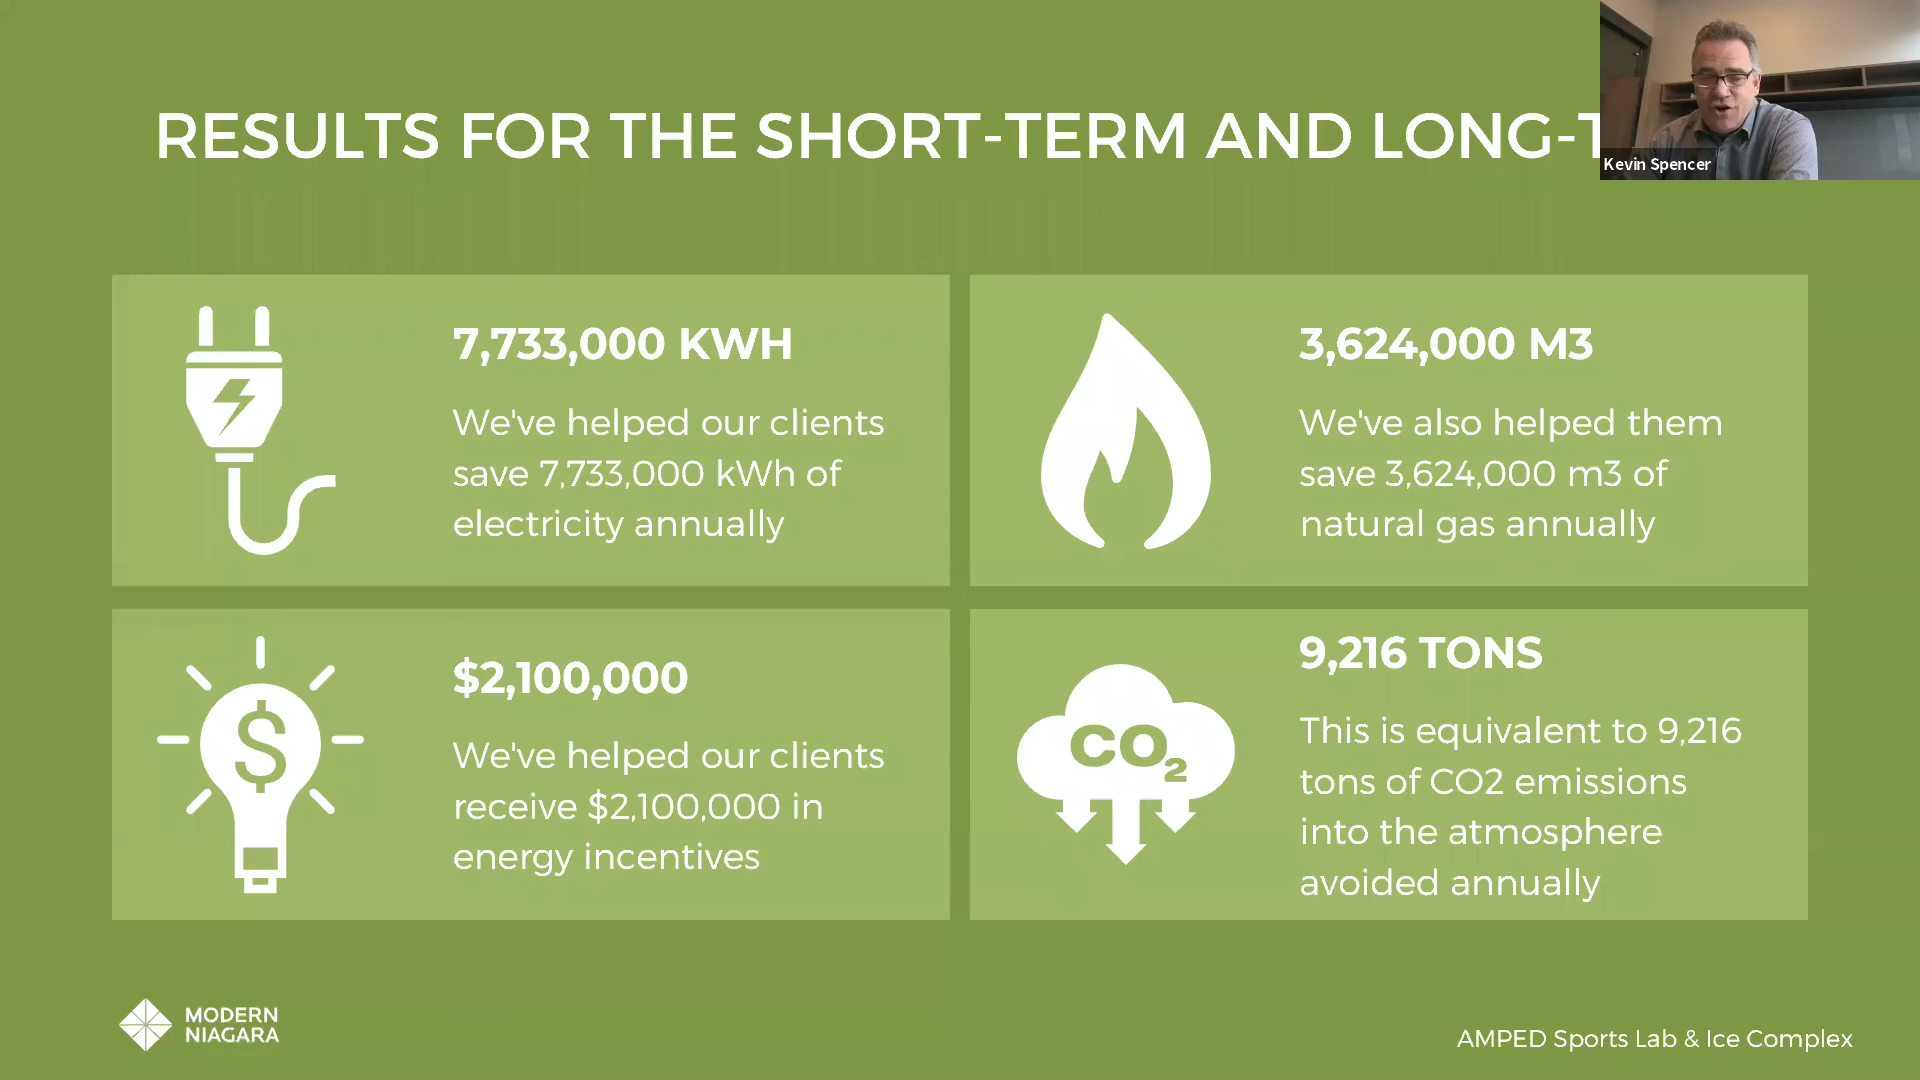 RESULTS FOR THE SHORT-TERM AND LONG-T
Kevin Spencer
7,733,000 KWH
We've helped our clients
save 7,733,000 kWh of
electricity annually
3,624,000 M3
We've also helped them
save 3,624,000 m3 of
natural gas annually
$
$2,100,000
We've helped our clients
receive $2,100,000 in
energy incentives
CO2
9,216 TONS
This is equivalent to 9,216
tons of CO2 emissions
into the atmosphere
avoided annually
MODERN
NIAGARA
AMPED Sports Lab & Ice Complex